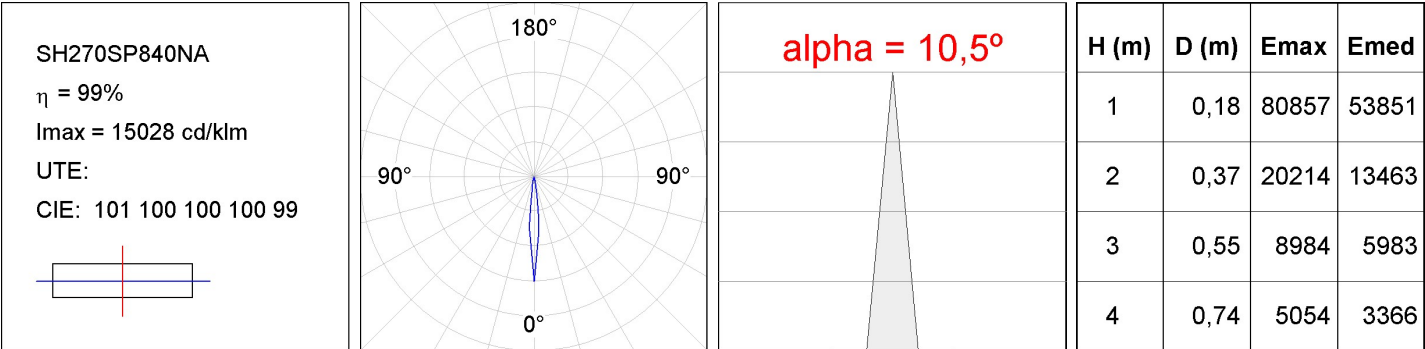 SH270SP840NA
η = 99%
Imax = 15028 cd/klm
UTE:
CIE: 101 100 100 100 99
180°
90° 90°
0°
alpha = 10,5º
H (m) D (m) Emax Emed
1 0,18 80857 53851
2 0,37 20214 13463
3 0,55 8984 5983
4 0,74 5054 3366